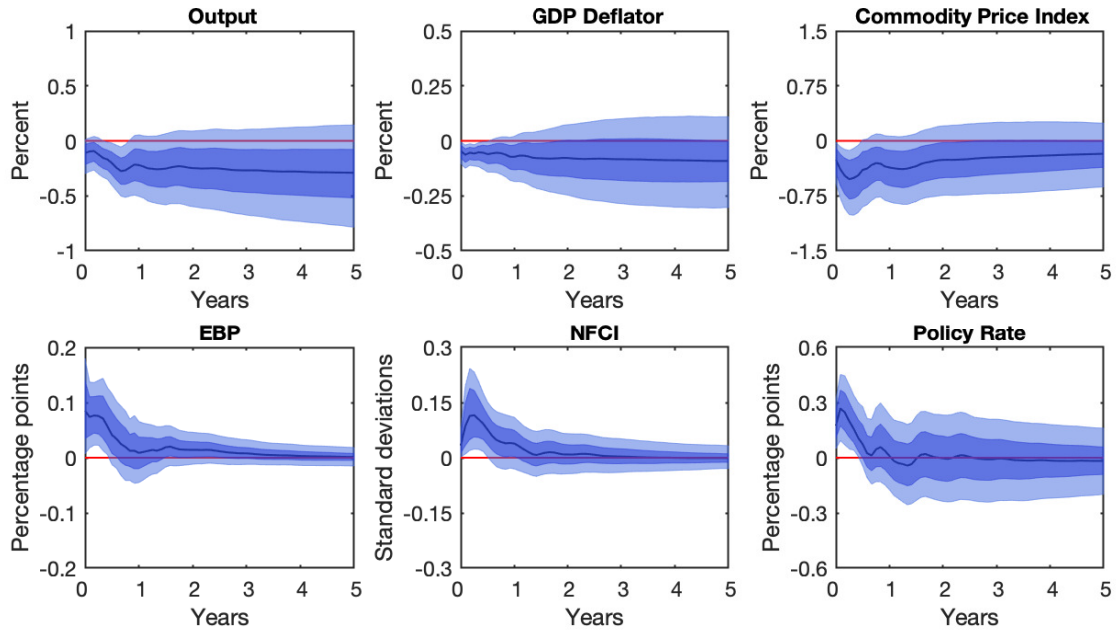 Output
1
0.5
0
-0.5
-1
Percent
0 1 2 3 4 5
Years
GDP Deflator
0.5
0.25
0
-0.25
-0.5
Percent
0 1 2 3 4 5
Years
Commodity Price Index
1.5
0.75
0
-0.75
-1.5
Percent
0 1 2 3 4 5
Years
EBP
0.2
0.1
0
-0.1
-0.2
Percentage points
0 1 2 3 4 5
Years
NFCI
0.3
0.15
0
-0.15
-0.3
Standard deviations
0 1 2 3 4 5
Years
Policy Rate
0.6
0.3
0
-0.3
-0.6
Percentage points
0 1 2 3 4 5
Years